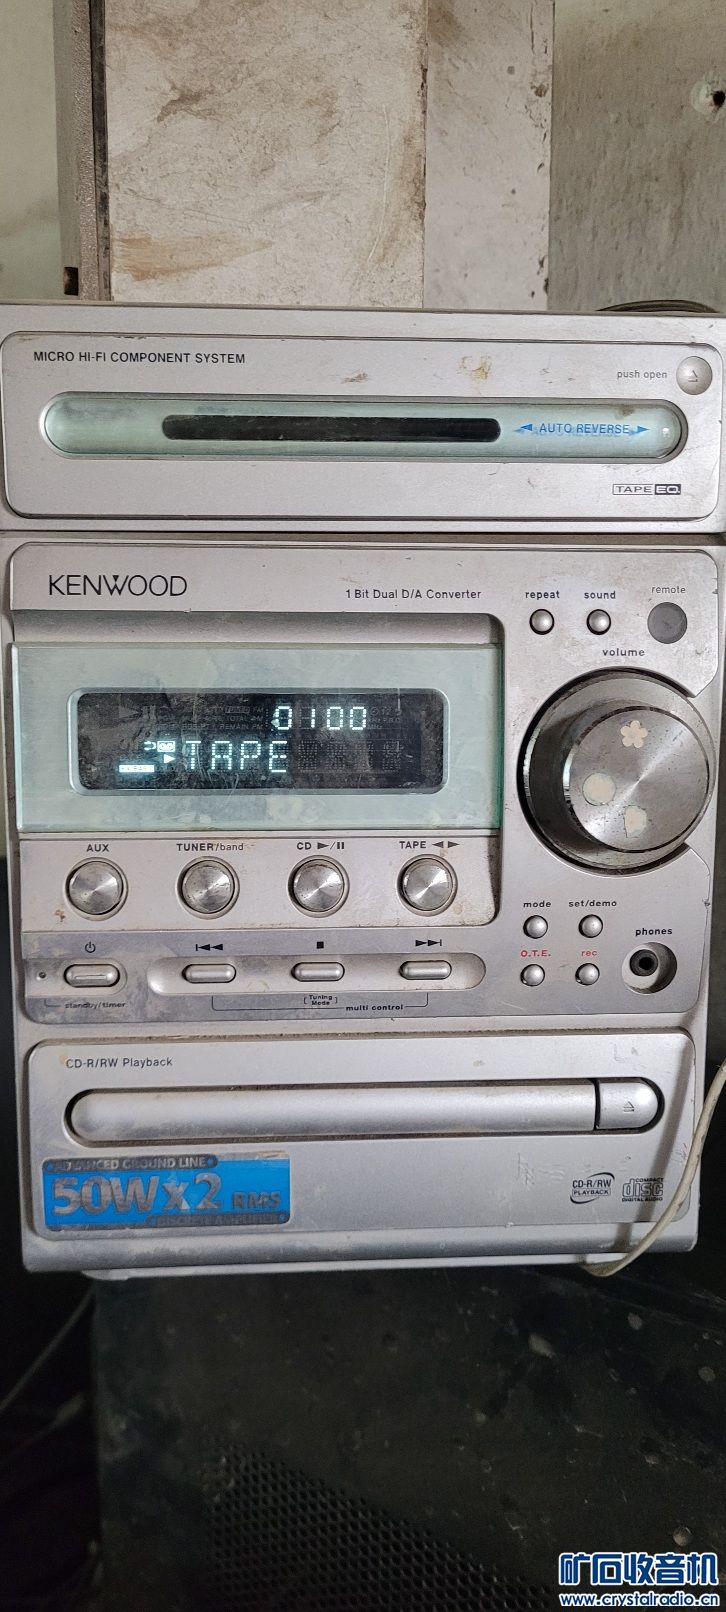 MICRO HI-FI COMPONENT SYSTEM
push open
AUTO REVERSE
TAPE EQ
KENWOOD
1 Bit Dual D/A Converter
repeat sound remote
volume
0100
TAPE
AUX TUNER/band CD TAPE
mode set/demo
O.T.E. rec phones
standby/timer
Tuning Mode
multi control
CD-R/RW Playback
ADVANCED GROUND LINE
50W x 2 RMS
CD-R/RW PLAYBACK
COMPACT disc DIGITAL AUDIO
矿石收音机
www.crystalradio.cn